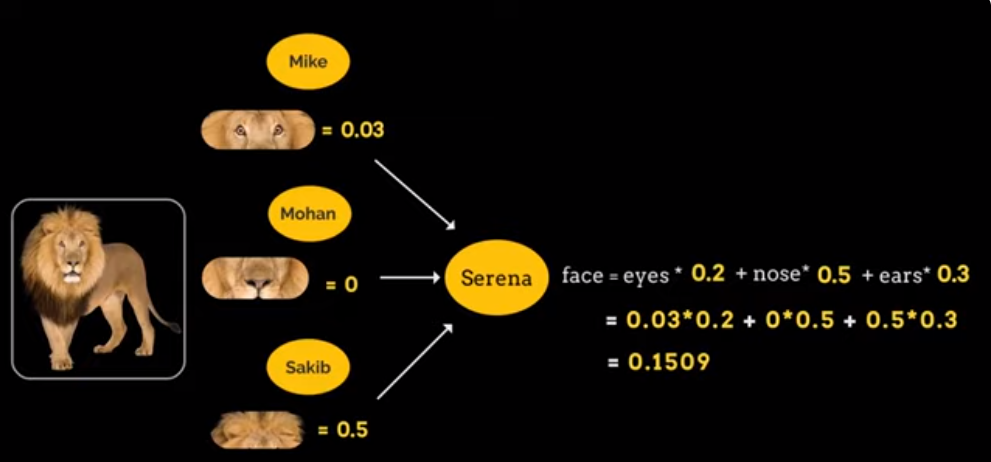 Mike
= 0.03
Mohan
= 0
Serena
face = eyes * 0.2 + nose* 0.5 + ears* 0.3
= 0.03*0.2 + 0*0.5 + 0.5*0.3
= 0.1509
Sakib
= 0.5